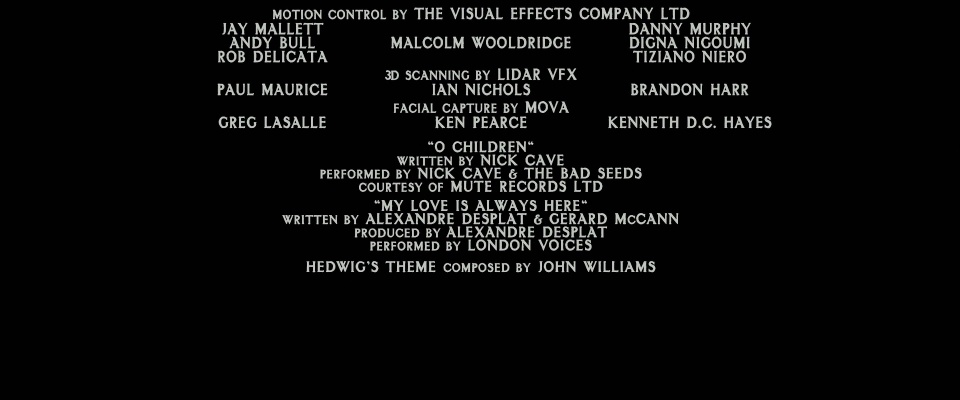 MOTION CONTROL BY THE VISUAL EFFECTS COMPANY LTD
JAY MALLETT DANNY MURPHY
ANDY BULL MALCOLM WOOLDRIDGE DIGNA NIGOUMI
ROB DELICATA TIZIANO NIERO
3D SCANNING BY LIDAR VFX
PAUL MAURICE IAN NICHOLS BRANDON HARR
FACIAL CAPTURE BY MOVA
GREG LASALLE KEN PEARCE KENNETH D.C. HAYES
"O CHILDREN"
WRITTEN BY NICK CAVE
PERFORMED BY NICK CAVE & THE BAD SEEDS
COURTESY OF MUTE RECORDS LTD
"MY LOVE IS ALWAYS HERE"
WRITTEN BY ALEXANDRE DESPLAT & GERARD McCANN
PRODUCED BY ALEXANDRE DESPLAT
PERFORMED BY LONDON VOICES
HEDWIG'S THEME COMPOSED BY JOHN WILLIAMS